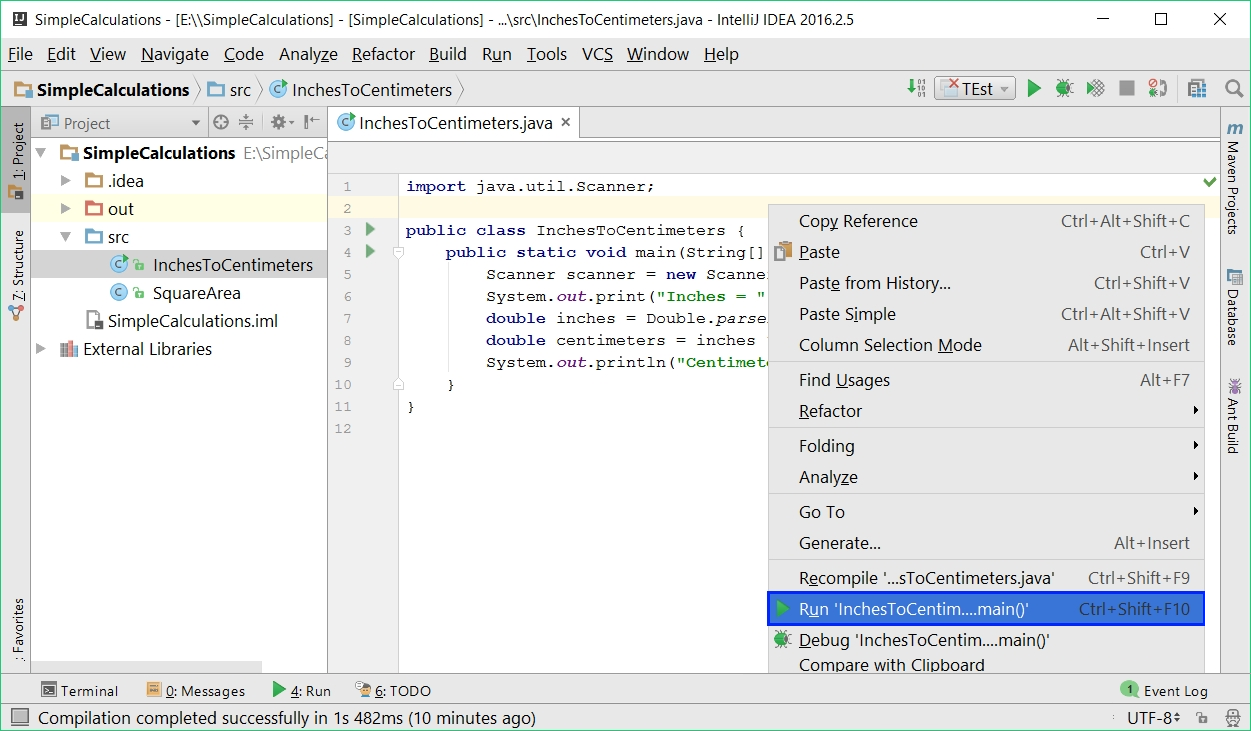 SimpleCalculations - [E:\\SimpleCalculations] - [SimpleCalculations] - ...\src\InchesToCentimeters.java - IntelliJ IDEA 2016.2.5
File Edit View Navigate Code Analyze Refactor Build Run Tools VCS Window Help
SimpleCalculations src InchesToCentimeters TEst
1: Project
Z: Structure
: Favorites
Project
SimpleCalculations E:\SimpleCa
.idea
out
src
InchesToCentimeters
SquareArea
SimpleCalculations.iml
External Libraries
InchesToCentimeters.java
1 import java.util.Scanner;
2
3 public class InchesToCentimeters {
4 public static void main(String[]
5 Scanner scanner = new Scanne
6 System.out.print("Inches = "
7 double inches = Double.parse
8 double centimeters = inches
9 System.out.println("Centimet
10 }
11 }
12
Copy Reference Ctrl+Alt+Shift+C
Paste Ctrl+V
Paste from History... Ctrl+Shift+V
Paste Simple Ctrl+Alt+Shift+V
Column Selection Mode Alt+Shift+Insert
Find Usages Alt+F7
Refactor
Folding
Analyze
Go To
Generate... Alt+Insert
Recompile '...sToCentimeters.java' Ctrl+Shift+F9
Run 'InchesToCentim....main()' Ctrl+Shift+F10
Debug 'InchesToCentim....main()'
Compare with Clipboard
m Maven Projects
Database
Ant Build
Terminal 0: Messages 4: Run 6: TODO 1 Event Log
Compilation completed successfully in 1s 482ms (10 minutes ago) UTF-8